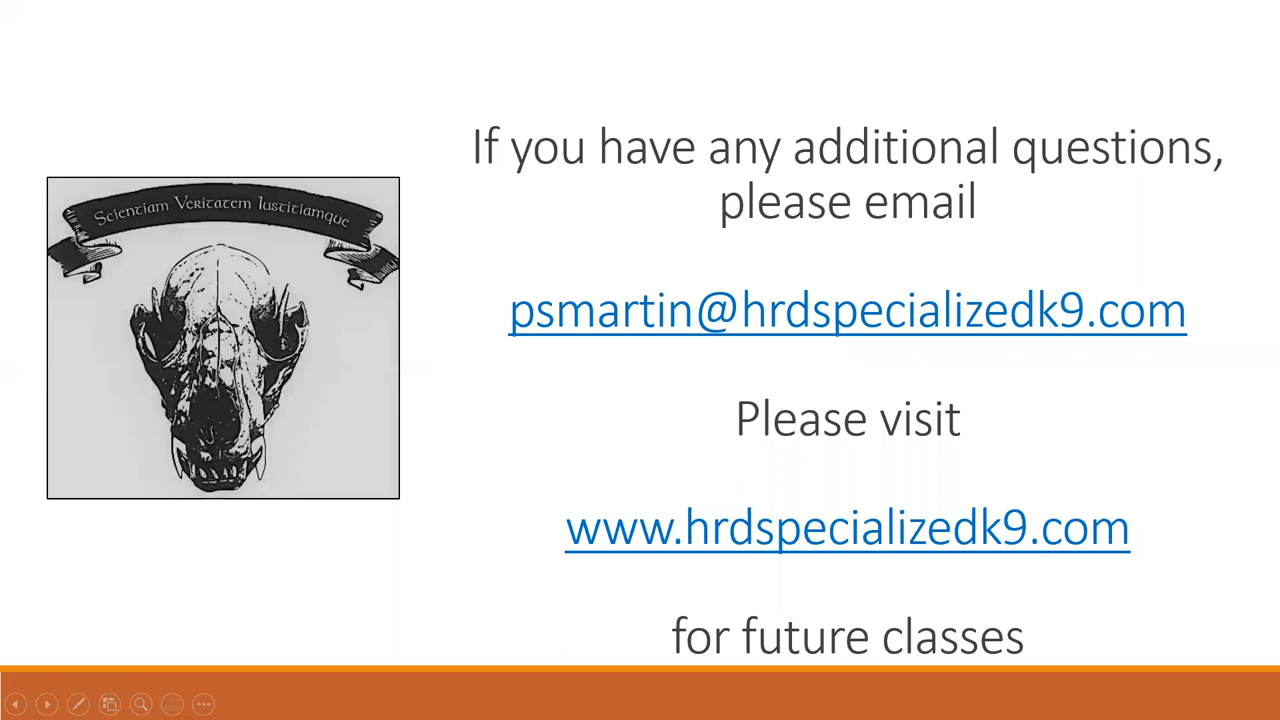 Scientiam Veritatem Iustitiamque
If you have any additional questions,
please email
psmartin@hrdspecializedk9.com
Please visit
www.hrdspecializedk9.com
for future classes